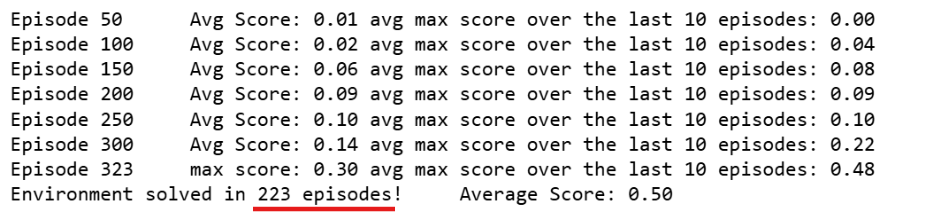 Episode 50 Avg Score: 0.01 avg max score over the last 10 episodes: 0.00
Episode 100 Avg Score: 0.02 avg max score over the last 10 episodes: 0.04
Episode 150 Avg Score: 0.06 avg max score over the last 10 episodes: 0.08
Episode 200 Avg Score: 0.09 avg max score over the last 10 episodes: 0.09
Episode 250 Avg Score: 0.10 avg max score over the last 10 episodes: 0.10
Episode 300 Avg Score: 0.14 avg max score over the last 10 episodes: 0.22
Episode 323 max score: 0.30 avg max score over the last 10 episodes: 0.48
Environment solved in 223 episodes! Average Score: 0.50